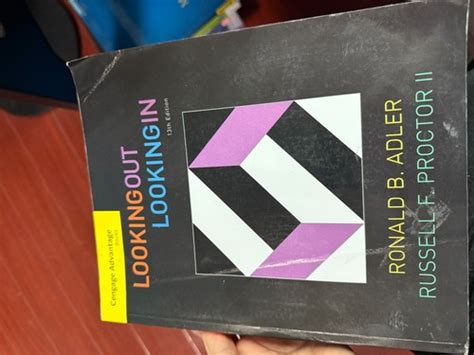 Cengage Advantage
Books
LOOKINGOUT
LOOKINGIN
13th Edition
RONALD B. ADLER
RUSSELL F. PROCTOR II